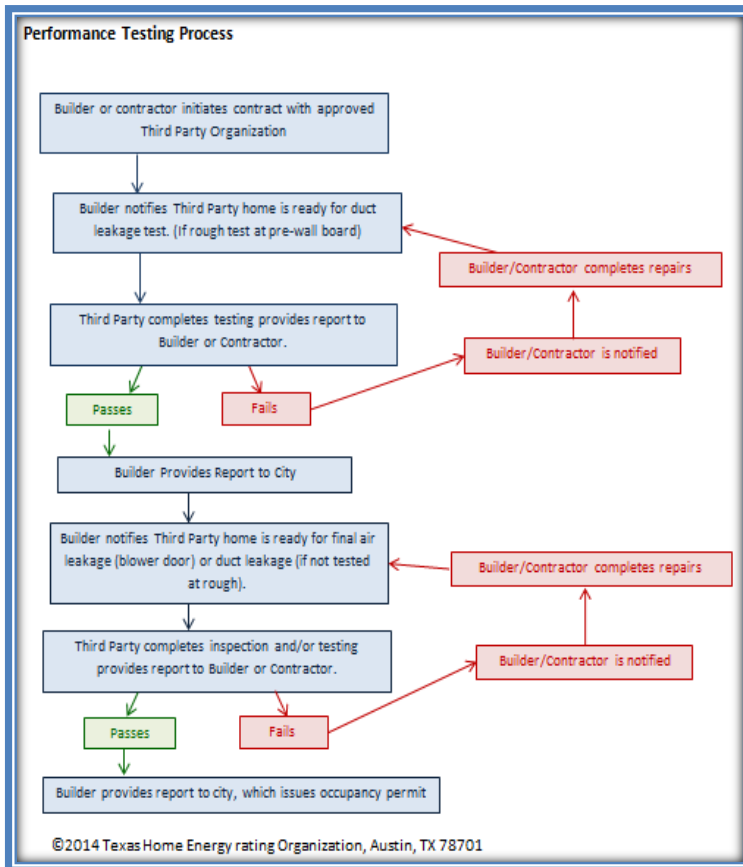 Performance Testing Process
Builder or contractor initiates contract with approved
Third Party Organization
Builder notifies Third Party home is ready for duct
leakage test. (If rough test at pre-wall board)
Builder/Contractor completes repairs
Third Party completes testing provides report to
Builder or Contractor.
Builder/Contractor is notified
Passes
Fails
Builder Provides Report to City
Builder notifies Third Party home is ready for final air
leakage (blower door) or duct leakage (if not tested
at rough).
Builder/Contractor completes repairs
Third Party completes inspection and/or testing
provides report to Builder or Contractor.
Builder/Contractor is notified
Passes
Fails
Builder provides report to city, which issues occupancy permit
©2014 Texas Home Energy rating Organization, Austin, TX 78701